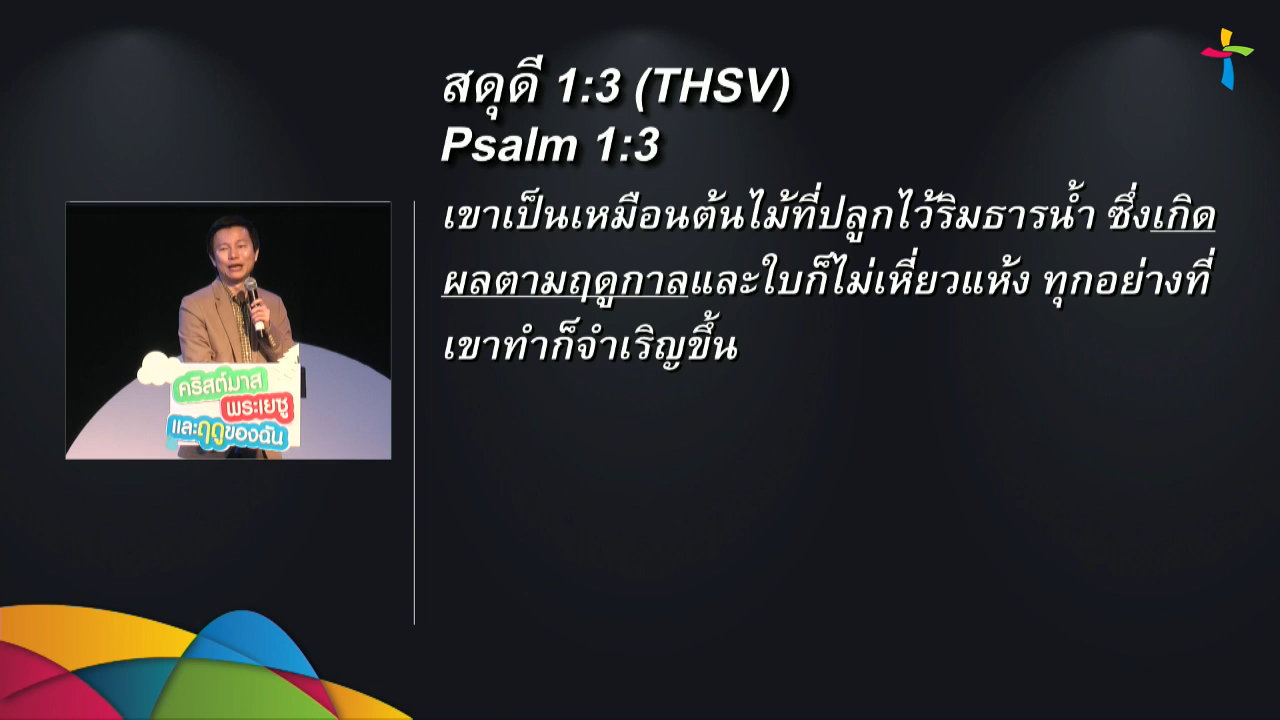 สดุดี 1:3 (THSV)
Psalm 1:3
เขาเป็นเหมือนต้นไม้ที่ปลูกไว้ริมธารน้ำ ซึ่งเกิด
ผลตามฤดูกาลและใบก็ไม่เหี่ยวแห้ง ทุกอย่างที่
เขาทำก็จำเริญขึ้น
คริสต์มาส
พระเยซู
และฤดูของฉัน